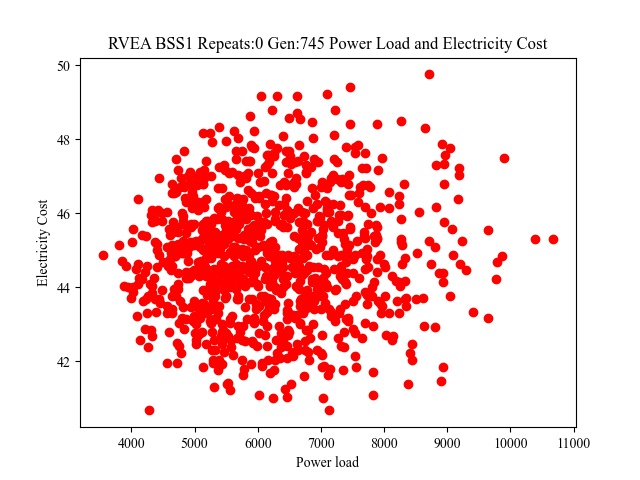 RVEA BSS1 Repeats:0 Gen:745 Power Load and Electricity Cost
50
48
46
44
42
Electricity Cost
4000 5000 6000 7000 8000 9000 10000 11000
Power load